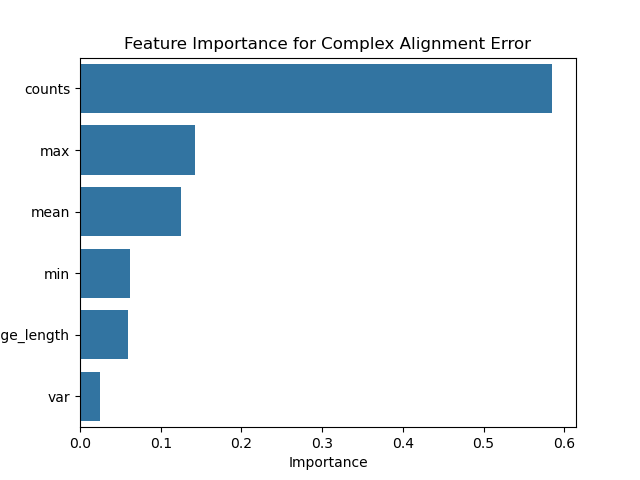 Feature Importance for Complex Alignment Error
counts
max
mean
min
ge_length
var
0.0 0.1 0.2 0.3 0.4 0.5 0.6
Importance